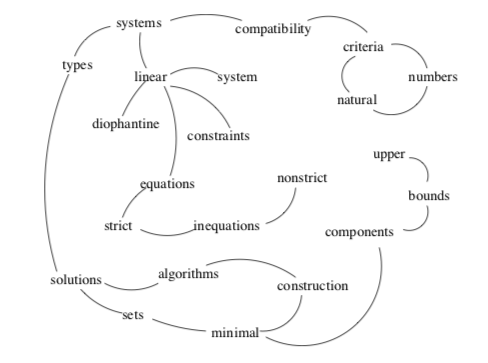 systems
compatibility
criteria
types
linear
system
numbers
natural
diophantine
constraints
upper
nonstrict
equations
bounds
strict
inequations
components
solutions
algorithms
construction
sets
minimal